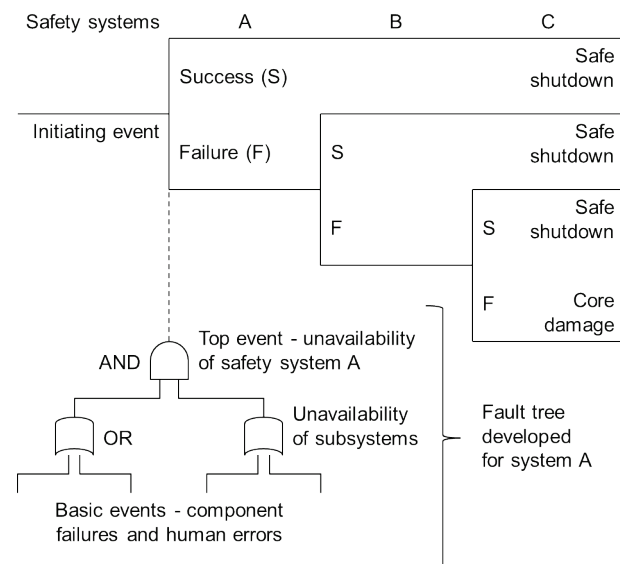 Safety systems A B C
Safe
shutdown
Success (S)
Initiating event
Safe
shutdown
Failure (F)
S
Safe
shutdown
F
S
F
Core
damage
Top event - unavailability
of safety system A
AND
Unavailability
of subsystems
OR
Fault tree
developed
for system A
Basic events - component
failures and human errors